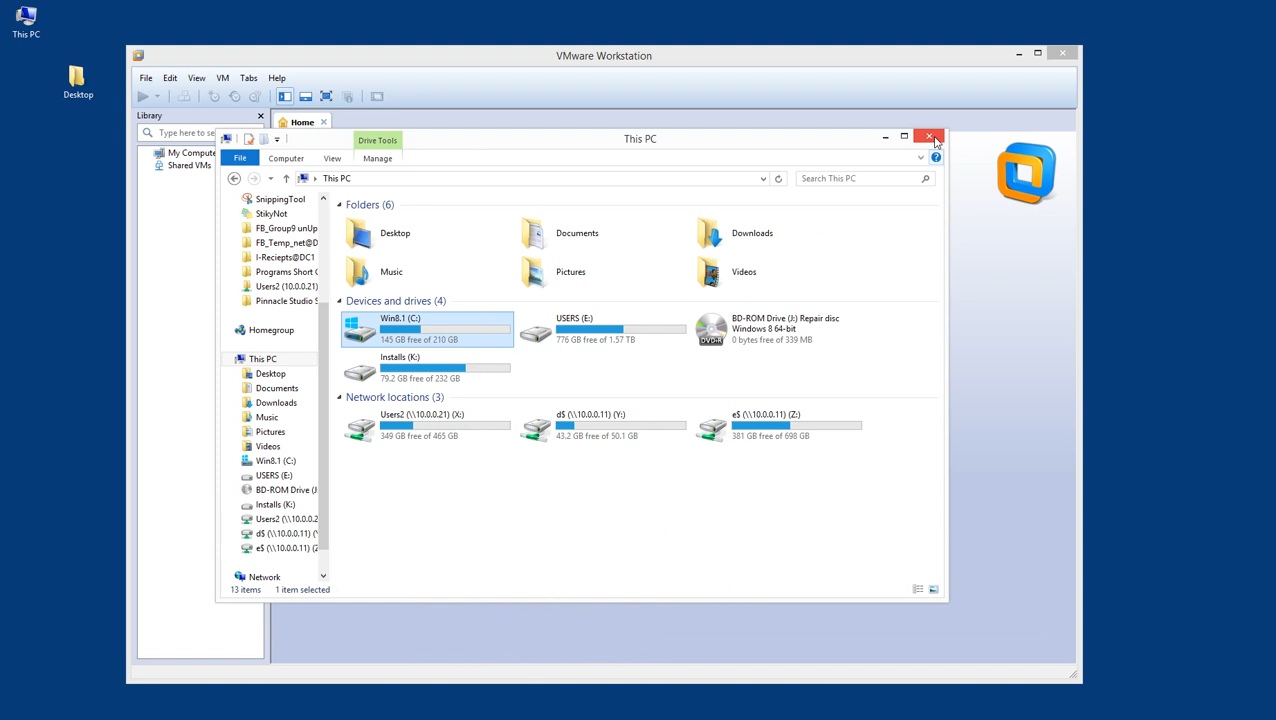 This PC
Desktop
VMware Workstation
File Edit View VM Tabs Help
Library
Home
Type here to se
My Compute
Shared VMs
Drive Tools
This PC
File Computer View Manage
This PC
Search This PC
SnippingTool
StikyNot
FB_Group9 unUp
FB_Temp_net@D
I-Reciepts@DC1
Programs Short C
Users2 (10.0.0.21)
Pinnacle Studio S
Homegroup
This PC
Desktop
Documents
Downloads
Music
Pictures
Videos
Win8.1 (C:)
USERS (E:)
BD-ROM Drive (J:
Installs (K:)
Users2 (\\10.0.0.2
d$ (\\10.0.0.11) (Y
e$ (\\10.0.0.11) (Z
Network
Folders (6)
Desktop
Documents
Downloads
Music
Pictures
Videos
Devices and drives (4)
Win8.1 (C:)
145 GB free of 210 GB
USERS (E:)
776 GB free of 1.57 TB
DVD-R
BD-ROM Drive (J:) Repair disc
Windows 8 64-bit
0 bytes free of 339 MB
Installs (K:)
79.2 GB free of 232 GB
Network locations (3)
Users2 (\\10.0.0.21) (X:)
349 GB free of 465 GB
d$ (\\10.0.0.11) (Y:)
43.2 GB free of 50.1 GB
e$ (\\10.0.0.11) (Z:)
381 GB free of 698 GB
13 items 1 item selected